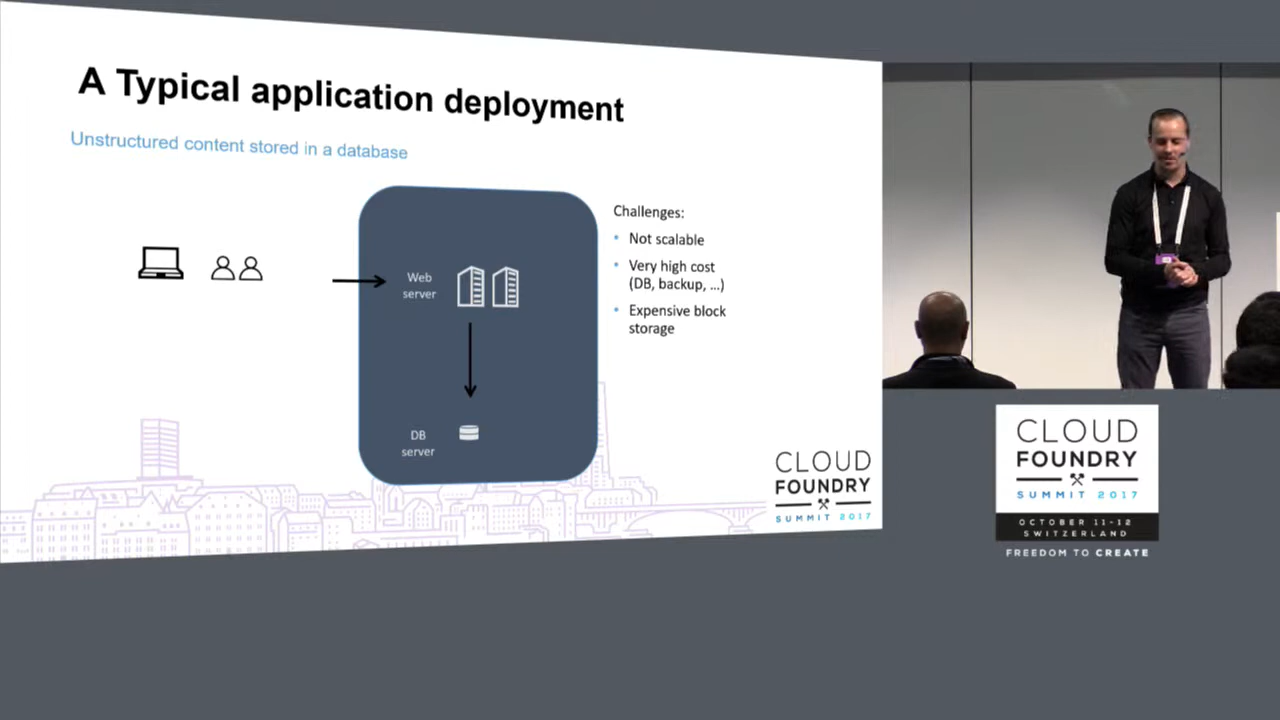 A Typical application deployment
Unstructured content stored in a database
Web
server
DB
server
Challenges:
• Not scalable
• Very high cost
(DB, backup, ...)
• Expensive block
storage
CLOUD
FOUNDRY
SUMMIT 2017
CLOUD
FOUNDRY
SUMMIT 2017
OCTOBER 11-12
SWITZERLAND
FREEDOM TO CREATE